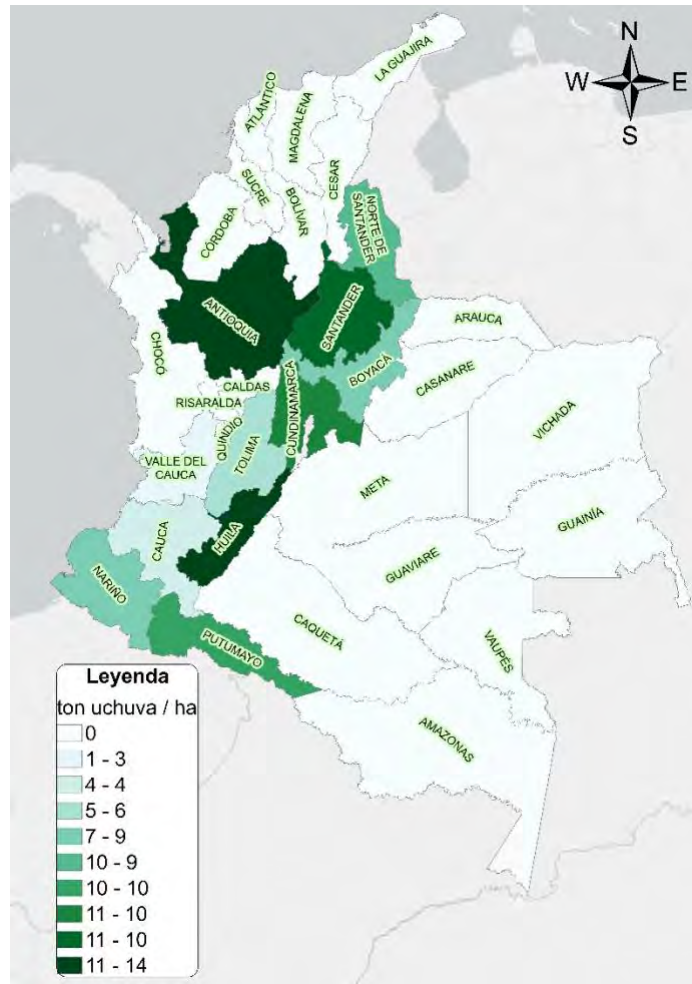 N
W E
S
LA GUAJIRA
ATLÁNTICO
MAGDALENA
CESAR
SUCRE
BOLÍVAR
CÓRDOBA
NORTE DE
SANTANDER
ANTIOQUIA
SANTANDER
ARAUCA
CHOCÓ
BOYACÁ
CASANARE
CALDAS
RISARALDA
CUNDINAMARCA
VICHADA
QUINDIO
TOLIMA
VALLE DEL
CAUCA
META
GUAINÍA
CAUCA
HUILA
GUAVIARE
NARIÑO
CAQUETÁ
VAUPÉS
PUTUMAYO
AMAZONAS
Leyenda
ton uchuva / ha
0
1 - 3
4 - 4
5 - 6
7 - 9
10 - 9
10 - 10
11 - 10
11 - 10
11 - 14